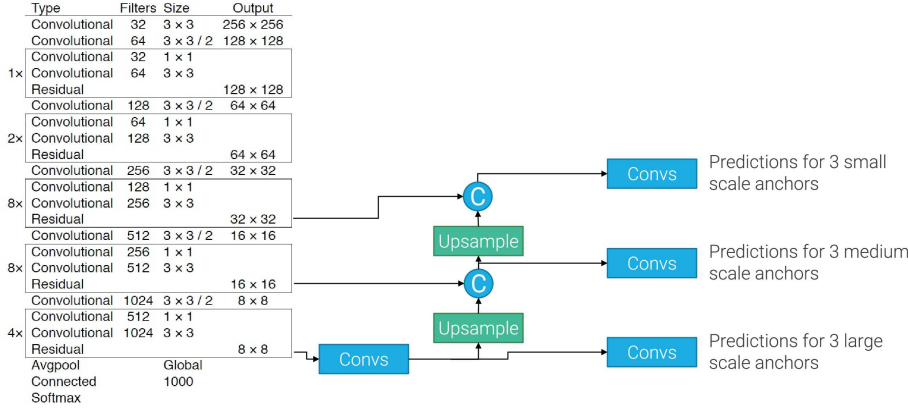 Type Filters Size Output
Convolutional 32 3 × 3 256 × 256
Convolutional 64 3 × 3 / 2 128 × 128
Convolutional 32 1 × 1
1× Convolutional 64 3 × 3
Residual 128 × 128
Convolutional 128 3 × 3 / 2 64 × 64
Convolutional 64 1 × 1
2× Convolutional 128 3 × 3
Residual 64 × 64
Convolutional 256 3 × 3 / 2 32 × 32
Convolutional 128 1 × 1
8× Convolutional 256 3 × 3
Residual 32 × 32
Convolutional 512 3 × 3 / 2 16 × 16
Convolutional 256 1 × 1
8× Convolutional 512 3 × 3
Residual 16 × 16
Convolutional 1024 3 × 3 / 2 8 × 8
Convolutional 512 1 × 1
4× Convolutional 1024 3 × 3
Residual 8 × 8
Avgpool Global
Connected 1000
Softmax
Convs
Upsample
C
Upsample
C
Convs
Predictions for 3 small
scale anchors
Convs
Predictions for 3 medium
scale anchors
Convs
Predictions for 3 large
scale anchors